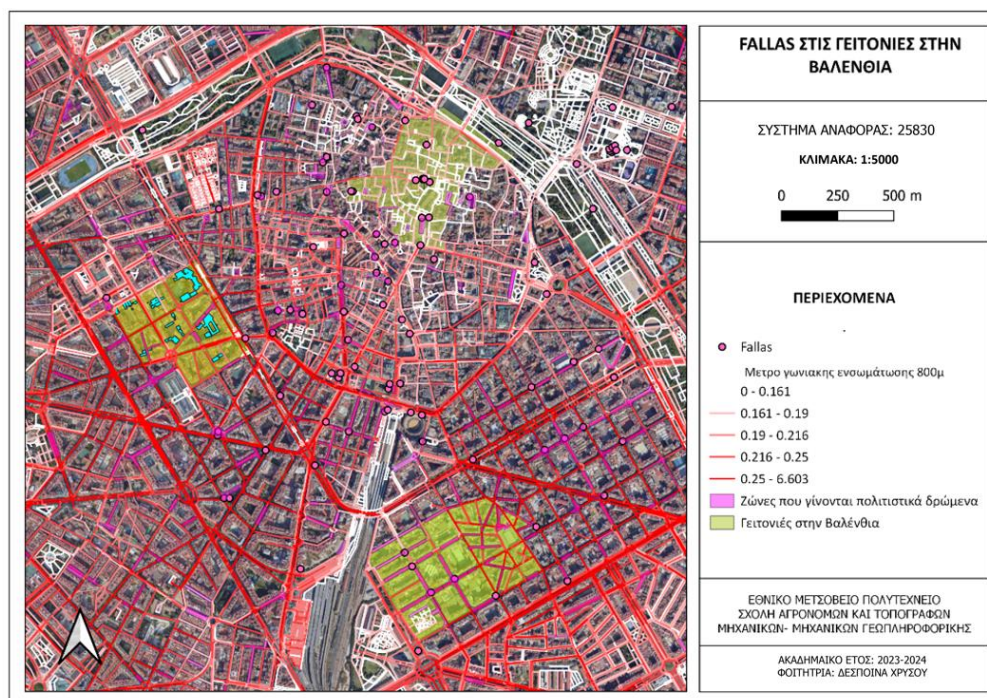 FALLAS ΣΤΙΣ ΓΕΙΤΟΝΙΕΣ ΣΤΗΝ
ΒΑΛΕΝΘΙΑ
ΣΥΣΤΗΜΑ ΑΝΑΦΟΡΑΣ: 25830
ΚΛΙΜΑΚΑ: 1:5000
0 250 500 m
ΠΕΡΙΕΧΟΜΕΝΑ
-
Fallas
Μετρο γωνιακης ενσωμάτωσης 800μ
0 - 0.161
0.161 - 0.19
0.19 - 0.216
0.216 - 0.25
0.25 - 6.603
Ζώνες που γίνονται πολιτιστικά δρώμενα
Γειτονιές στην Βαλένθια
ΕΘΝΙΚΟ ΜΕΤΣΟΒΕΙΟ ΠΟΛΥΤΕΧΝΕΙΟ
ΣΧΟΛΗ ΑΓΡΟΝΟΜΩΝ ΚΑΙ ΤΟΠΟΓΡΑΦΩΝ
ΜΗΧΑΝΙΚΩΝ- ΜΗΧΑΝΙΚΩΝ ΓΕΩΠΛΗΡΟΦΟΡΙΚΗΣ
ΑΚΑΔΗΜΑΙΚΟ ΕΤΟΣ: 2023-2024
ΦΟΙΤΗΤΡΙΑ: ΔΕΣΠΟΙΝΑ ΧΡΥΣΟΥ